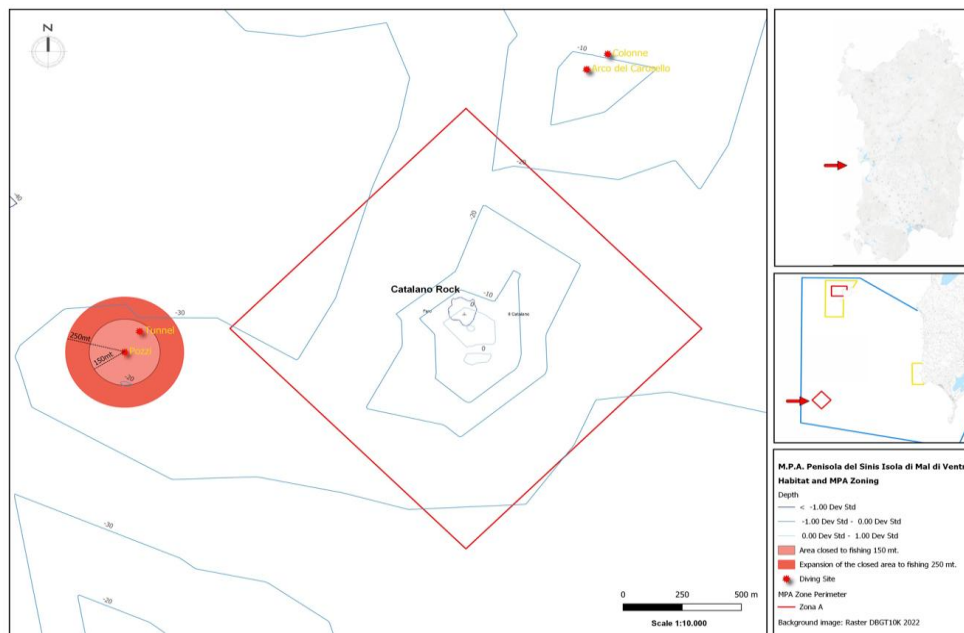 N
-10
Colonne
Arco del Carosello
-20
-40
-20
Catalano Rock
-10
0
Faro
Il Catalano
-30
250mt
Tunnel
Pozzi
150mt
-20
0
-30
-20
0 250 500 m
Scale 1:10.000
M.P.A. Penisola del Sinis Isola di Mal di Ventr
Habitat and MPA Zoning
Depth
< -1.00 Dev Std
-1.00 Dev Std - 0.00 Dev Std
0.00 Dev Std - 1.00 Dev Std
Area closed to fishing 150 mt.
Expansion of the closed area to fishing 250 mt.
Diving Site
MPA Zone Perimeter
Zona A
Background image: Raster DBGT10K 2022